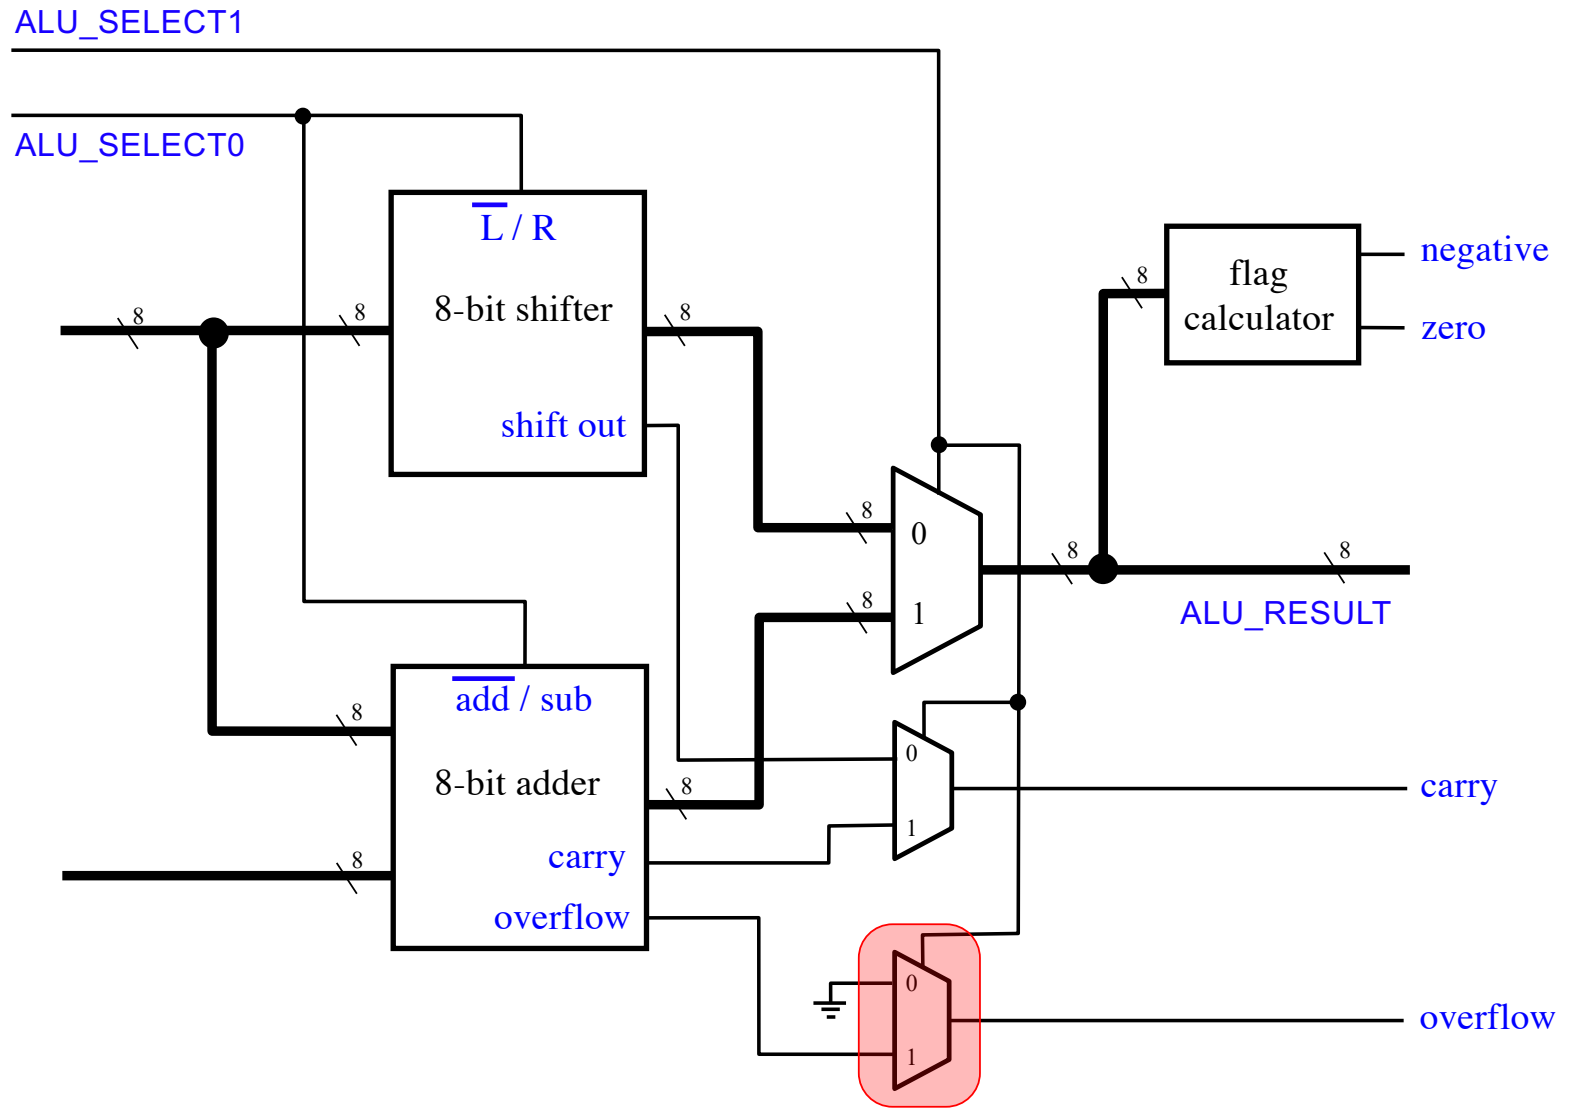 ALU_SELECT1
ALU_SELECT0
L / R
8-bit shifter
shift out
8
8
8
flag
calculator
8
negative
zero
8
0
8
1
8
8
ALU_RESULT
add / sub
8-bit adder
carry
overflow
8
8
8
0
1
carry
0
1
overflow